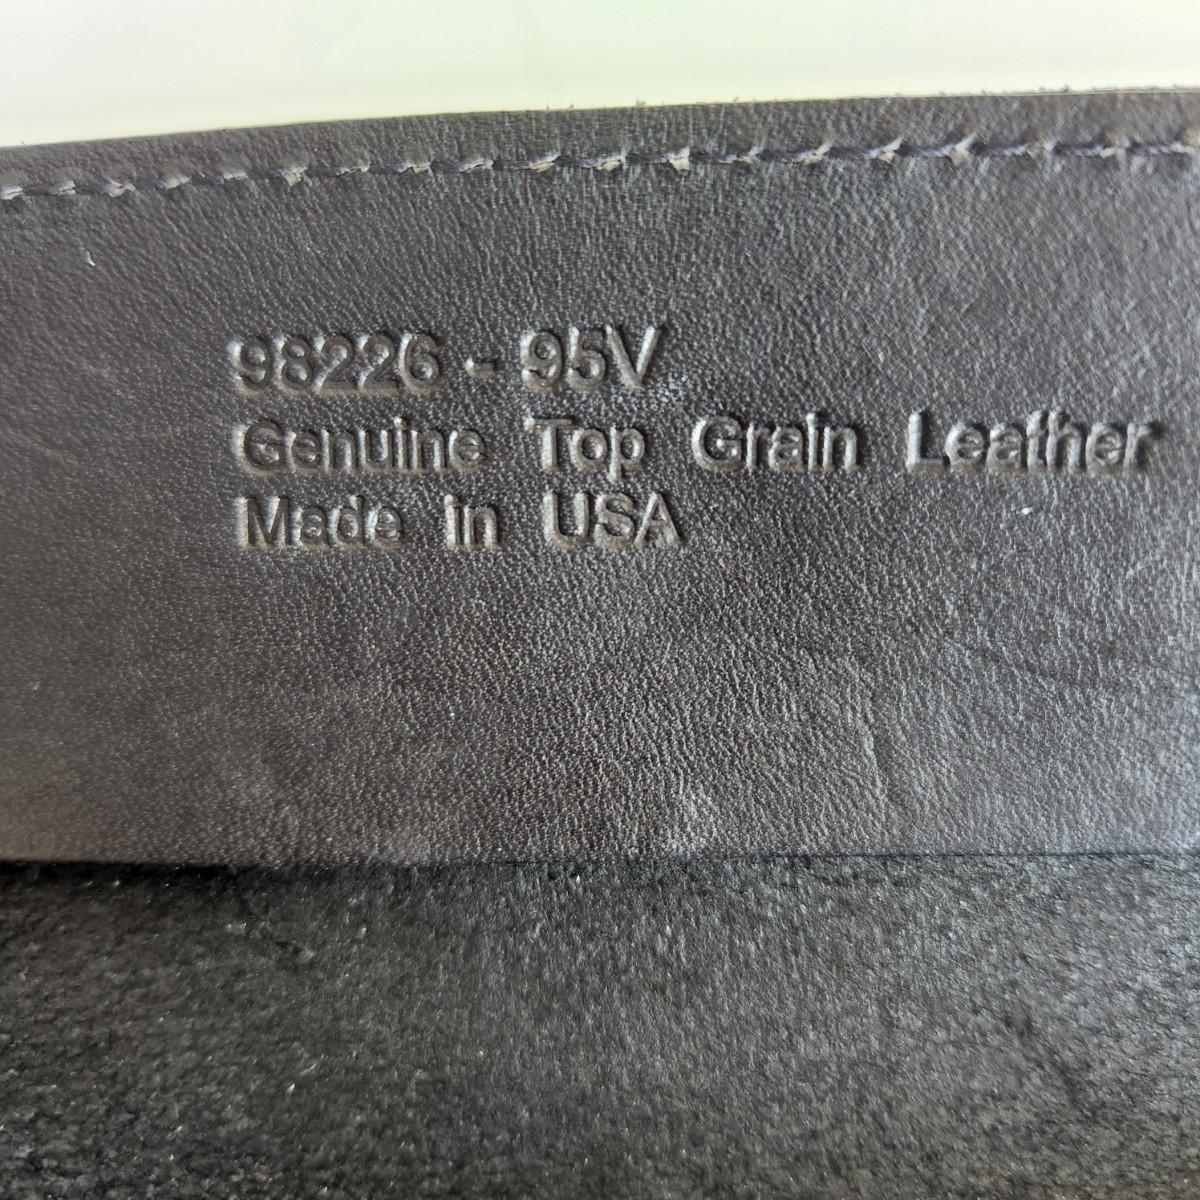 98226 - 95V
Genuine Top Grain Leather
Made in USA